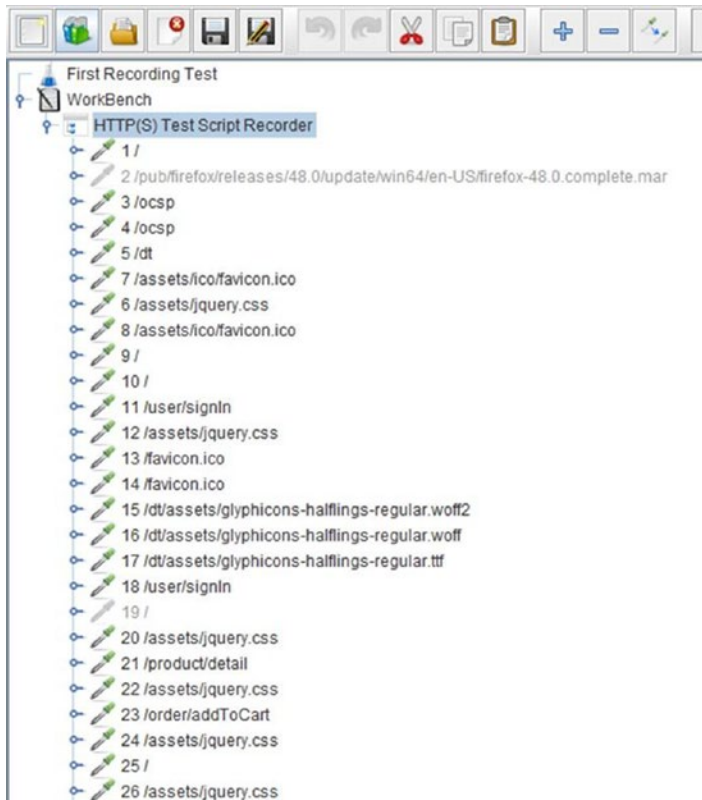 First Recording Test
WorkBench
HTTP(S) Test Script Recorder
1 /
2 /pub/firefox/releases/48.0/update/win64/en-US/firefox-48.0.complete.mar
3 /ocsp
4 /ocsp
5 /dt
7 /assets/ico/favicon.ico
6 /assets/jquery.css
8 /assets/ico/favicon.ico
9 /
10 /
11 /user/signIn
12 /assets/jquery.css
13 /favicon.ico
14 /favicon.ico
15 /dt/assets/glyphicons-halflings-regular.woff2
16 /dt/assets/glyphicons-halflings-regular.woff
17 /dt/assets/glyphicons-halflings-regular.ttf
18 /user/signIn
19 /
20 /assets/jquery.css
21 /product/detail
22 /assets/jquery.css
23 /order/addToCart
24 /assets/jquery.css
25 /
26 /assets/jquery.css